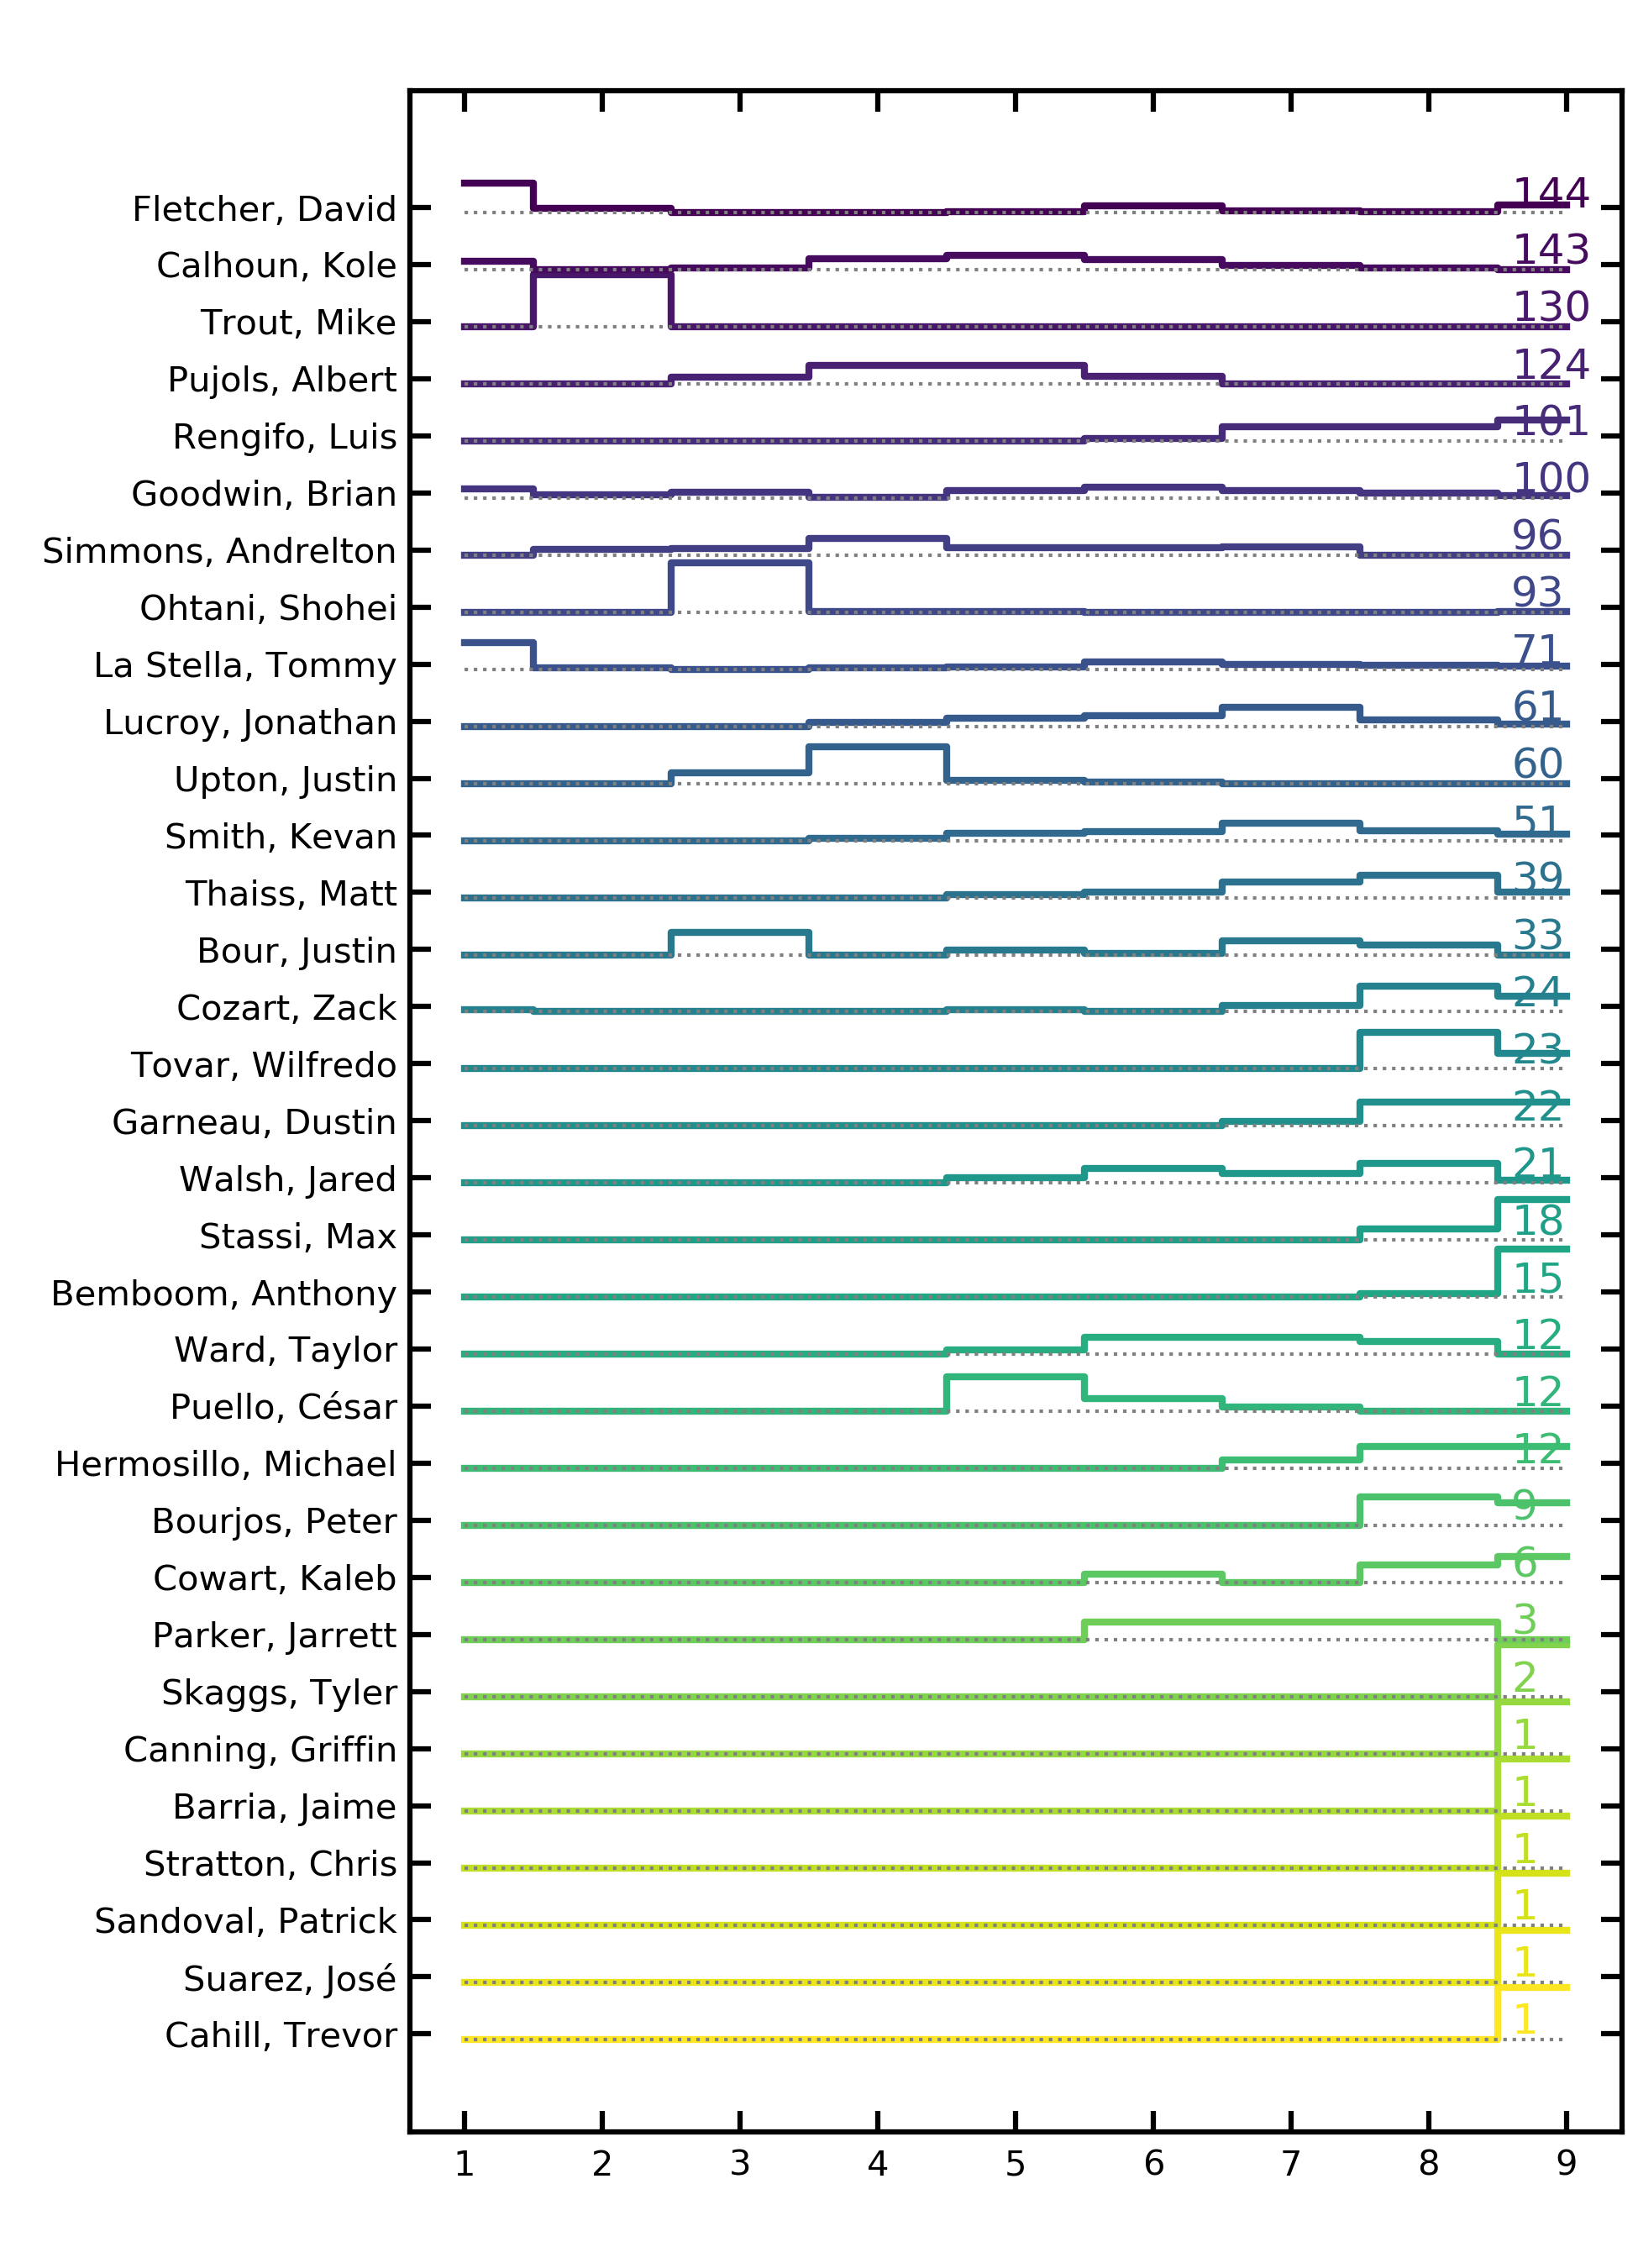 Fletcher, David 144
Calhoun, Kole 143
Trout, Mike 130
Pujols, Albert 124
Rengifo, Luis 101
Goodwin, Brian 100
Simmons, Andrelton 96
Ohtani, Shohei 93
La Stella, Tommy 71
Lucroy, Jonathan 61
Upton, Justin 60
Smith, Kevan 51
Thaiss, Matt 39
Bour, Justin 33
Cozart, Zack 24
Tovar, Wilfredo 23
Garneau, Dustin 22
Walsh, Jared 21
Stassi, Max 18
Bemboom, Anthony 15
Ward, Taylor 12
Puello, César 12
Hermosillo, Michael 12
Bourjos, Peter 9
Cowart, Kaleb 6
Parker, Jarrett 3
Skaggs, Tyler 2
Canning, Griffin 1
Barria, Jaime 1
Stratton, Chris 1
Sandoval, Patrick 1
Suarez, José 1
Cahill, Trevor 1
1 2 3 4 5 6 7 8 9